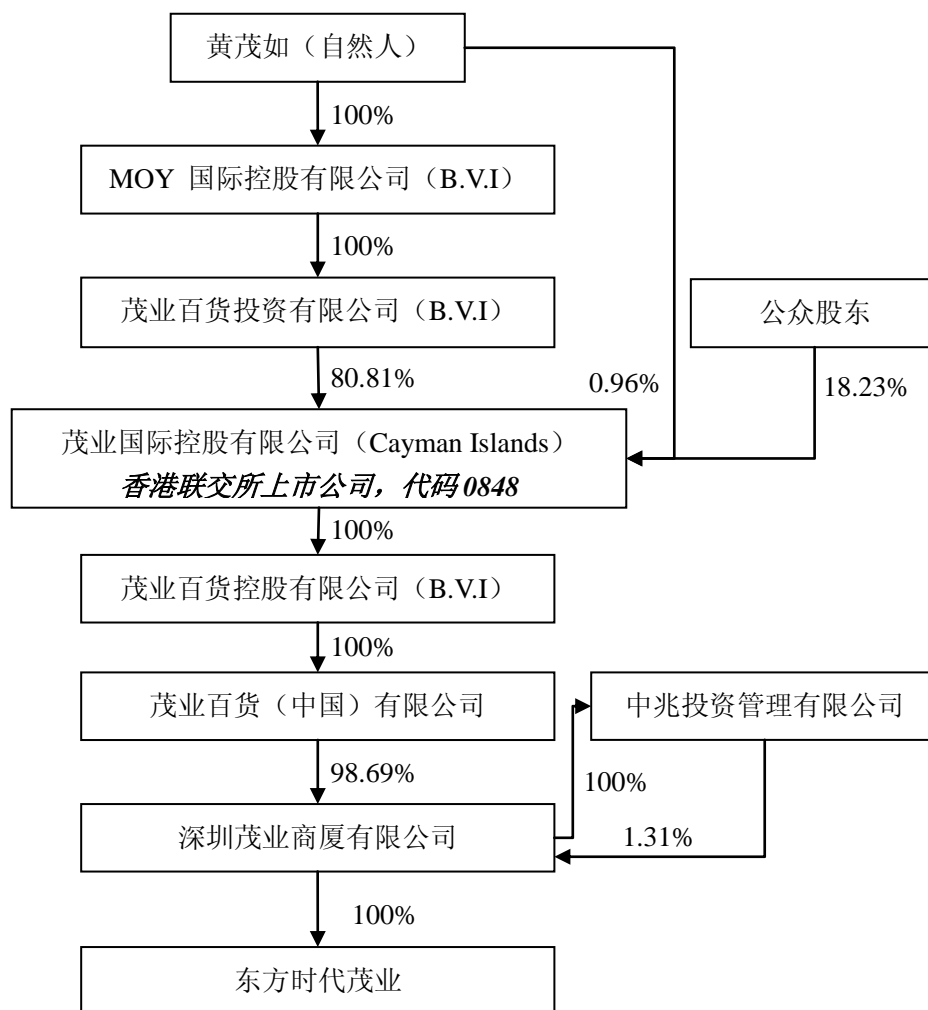 黄茂如（自然人）
100%
MOY 国际控股有限公司（B.V.I）
100%
茂业百货投资有限公司（B.V.I）
公众股东
80.81%
0.96%
18.23%
茂业国际控股有限公司（Cayman Islands）
香港联交所上市公司，代码 0848
100%
茂业百货控股有限公司（B.V.I）
100%
茂业百货（中国）有限公司
中兆投资管理有限公司
98.69%
100%
深圳茂业商厦有限公司
1.31%
100%
东方时代茂业